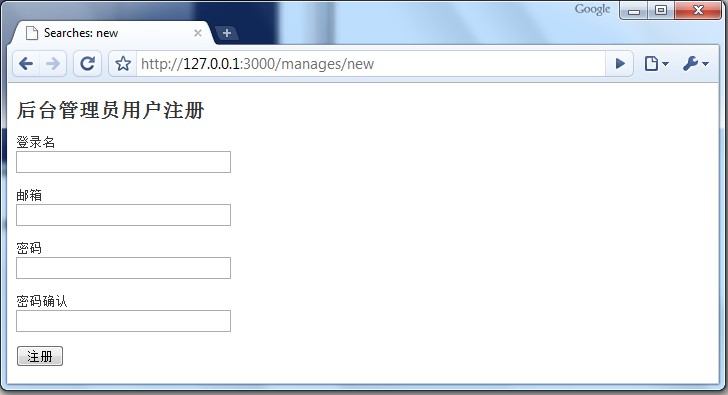 Google
Searches: new
http://127.0.0.1:3000/manages/new
后台管理员用户注册
登录名
邮箱
密码
密码确认
注册